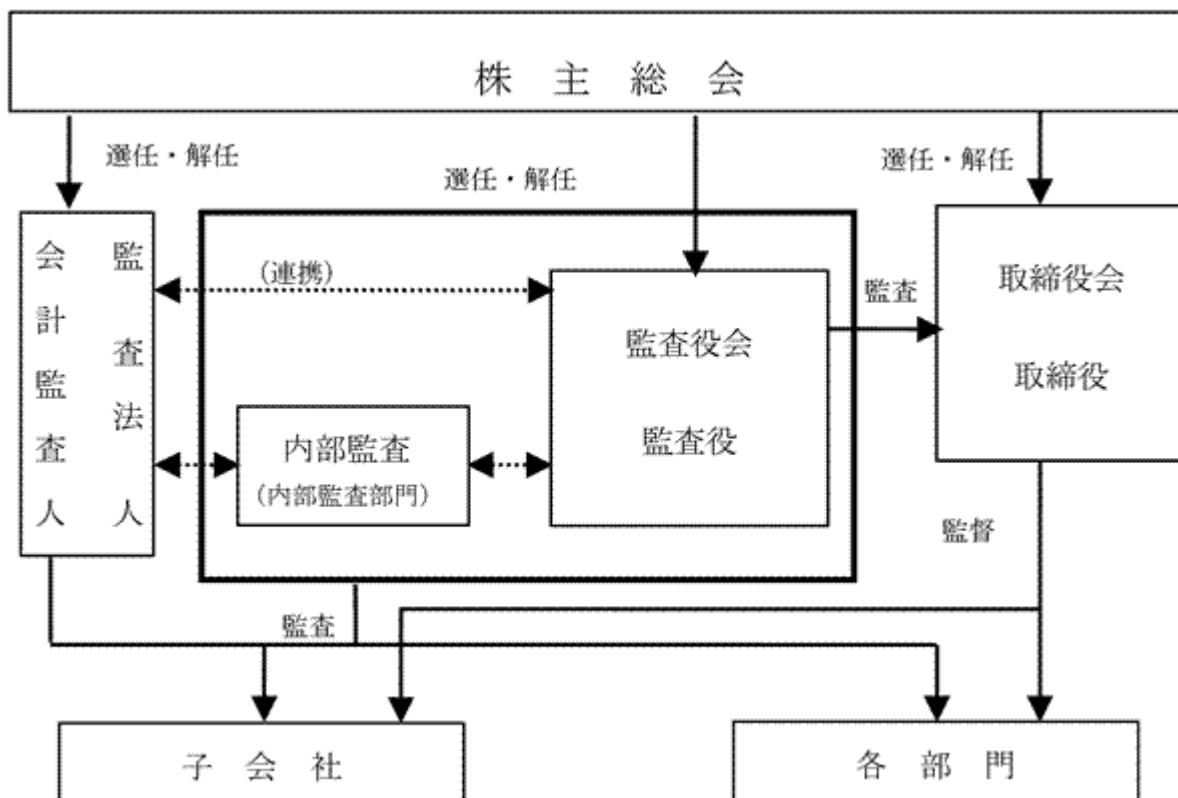 株主総会
選任・解任
選任・解任
選任・解任
監査法人
会計監査人
(連携)
監査役会
監査役
内部監査
(内部監査部門)
監査
取締役会
取締役
監督
監査
子会社
各部門